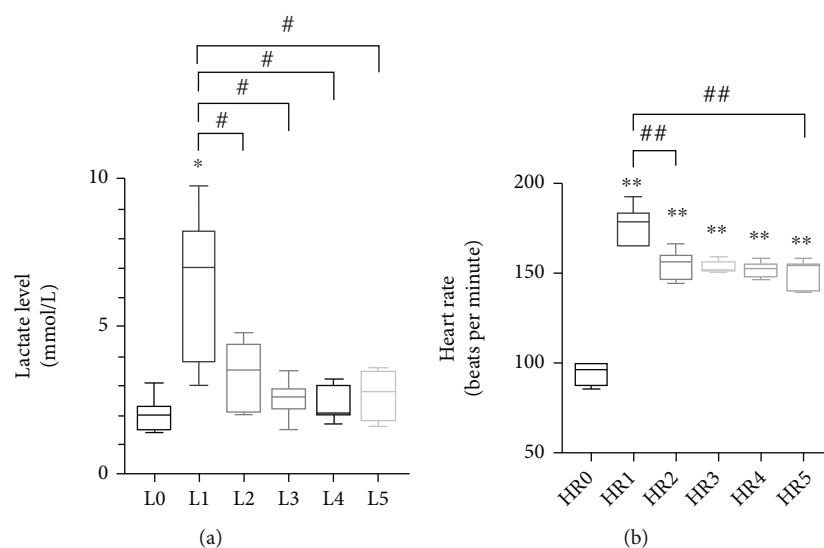 #
#
#
#
*
10
5
0
Lactate level
(mmol/L)
L0 L1 L2 L3 L4 L5
(a)
##
##
**
**
**
**
**
200
150
100
50
Heart rate
(beats per minute)
HR0 HR1 HR2 HR3 HR4 HR5
(b)